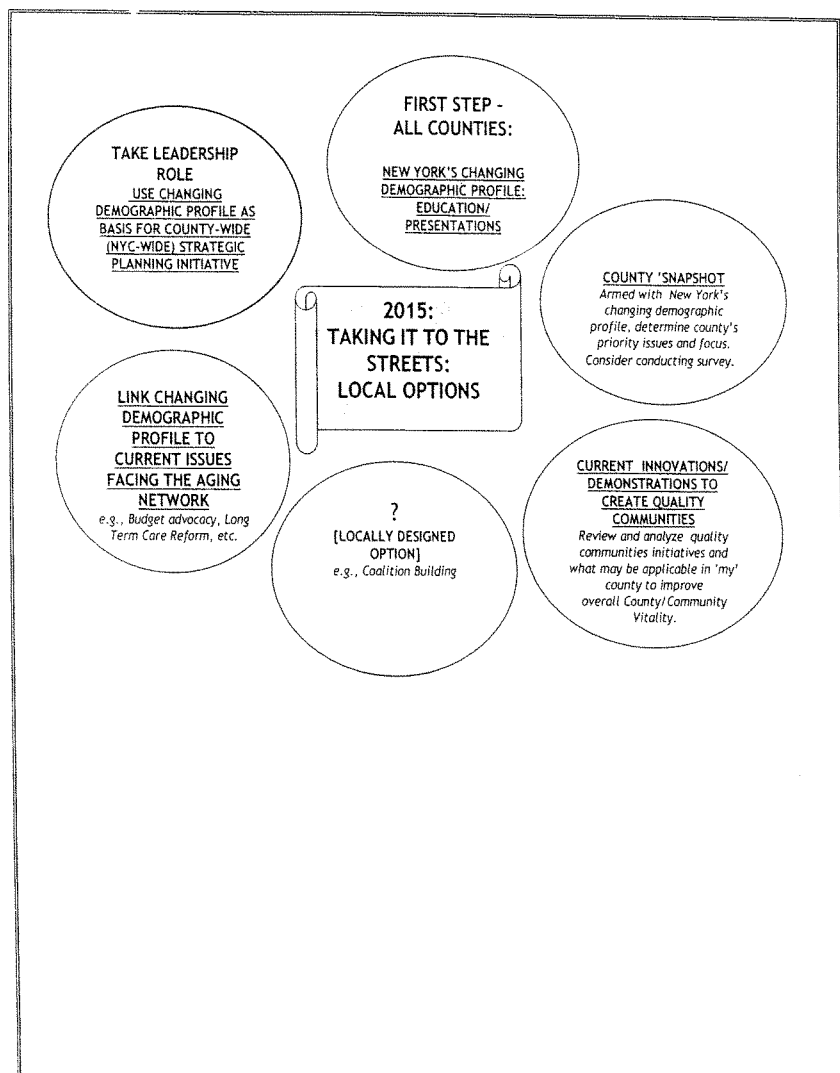 FIRST STEP -
ALL COUNTIES:
NEW YORK'S CHANGING
DEMOGRAPHIC PROFILE:
EDUCATION/
PRESENTATIONS
TAKE LEADERSHIP
ROLE
USE CHANGING
DEMOGRAPHIC PROFILE AS
BASIS FOR COUNTY-WIDE
(NYC-WIDE) STRATEGIC
PLANNING INITIATIVE
COUNTY 'SNAPSHOT
Armed with New York's
changing demographic
profile, determine county's
priority issues and focus.
Consider conducting survey.
2015:
TAKING IT TO THE
STREETS:
LOCAL OPTIONS
LINK CHANGING
DEMOGRAPHIC
PROFILE TO
CURRENT ISSUES
FACING THE AGING
NETWORK
e.g., Budget advocacy, Long
Term Care Reform, etc.
?
[LOCALLY DESIGNED
OPTION]
e.g., Coalition Building
CURRENT INNOVATIONS/
DEMONSTRATIONS TO
CREATE QUALITY
COMMUNITIES
Review and analyze quality
communities initiatives and
what may be applicable in 'my'
county to improve
overall County/Community
Vitality.